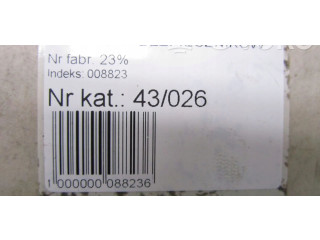 Nr fabr. 23%
Indeks 008823
Nr kat.: 43/026
1 000000 088236